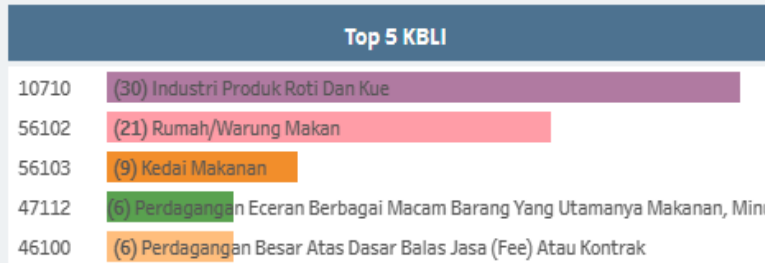 Top 5 KBLI
10710 (30) Industri Produk Roti Dan Kue
56102 (21) Rumah/Warung Makan
56103 (9) Kedai Makanan
47112 (6) Perdagangan Eceran Berbagai Macam Barang Yang Utamanya Makanan,
46100 (6) Perdagangan Besar Atas Dasar Balas Jasa (Fee) Atau Kontrak